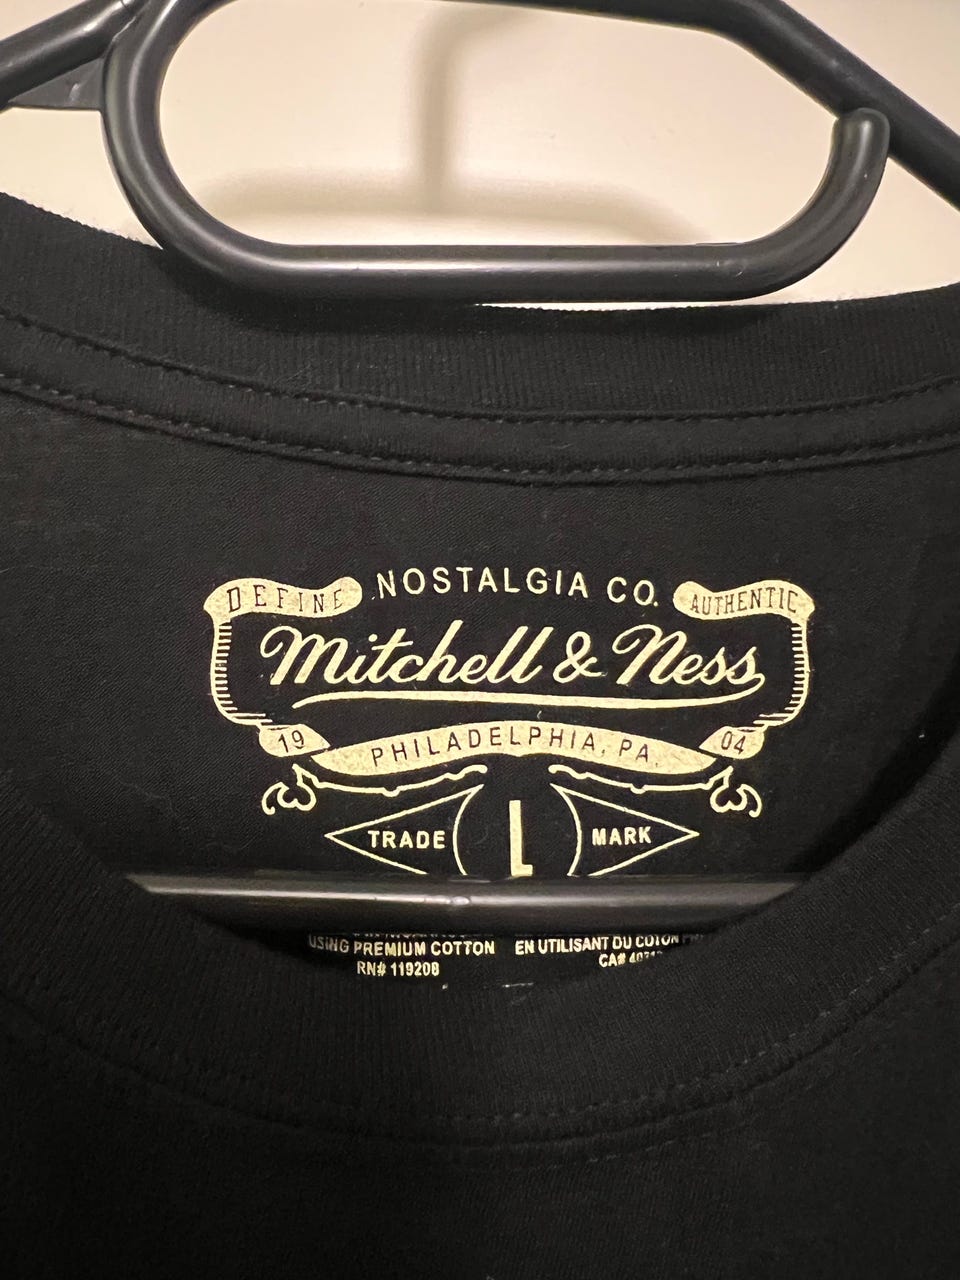 NOSTALGIA CO.
DEFINE
AUTHENTIC
Mitchell & Ness
19
04
PHILADELPHIA, PA.
TRADE
L
MARK
USING PREMIUM COTTON
EN UTILISANT DU COTON
RN# 119208
CA#